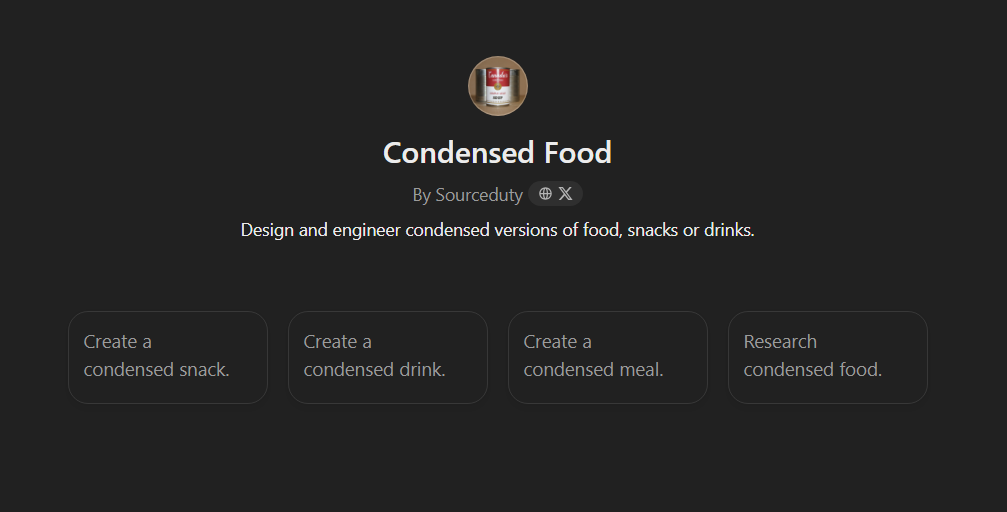 Condensed Food
By Sourceduty
Design and engineer condensed versions of food, snacks or drinks.
Create a
condensed snack.
Create a
condensed drink.
Create a
condensed meal.
Research
condensed food.